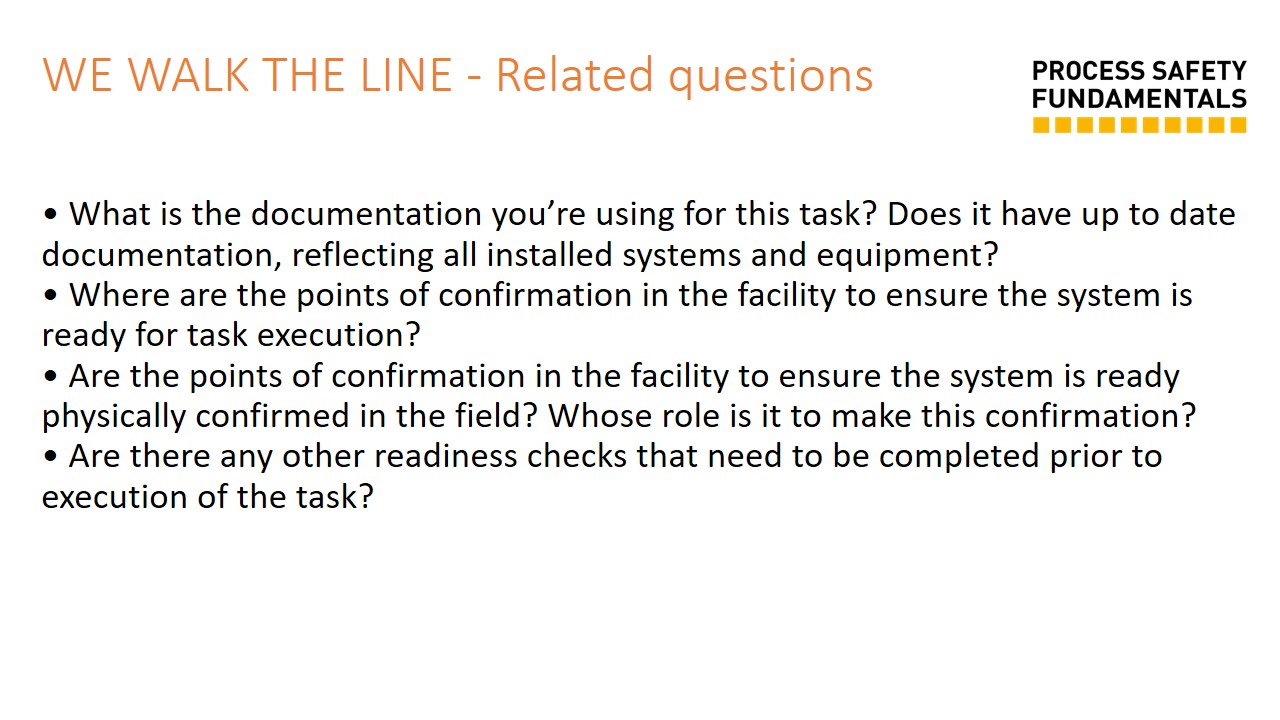 WE WALK THE LINE - Related questions
PROCESS SAFETY
FUNDAMENTALS
• What is the documentation you’re using for this task? Does it have up to date
documentation, reflecting all installed systems and equipment?
• Where are the points of confirmation in the facility to ensure the system is
ready for task execution?
• Are the points of confirmation in the facility to ensure the system is ready
physically confirmed in the field? Whose role is it to make this confirmation?
• Are there any other readiness checks that need to be completed prior to
execution of the task?